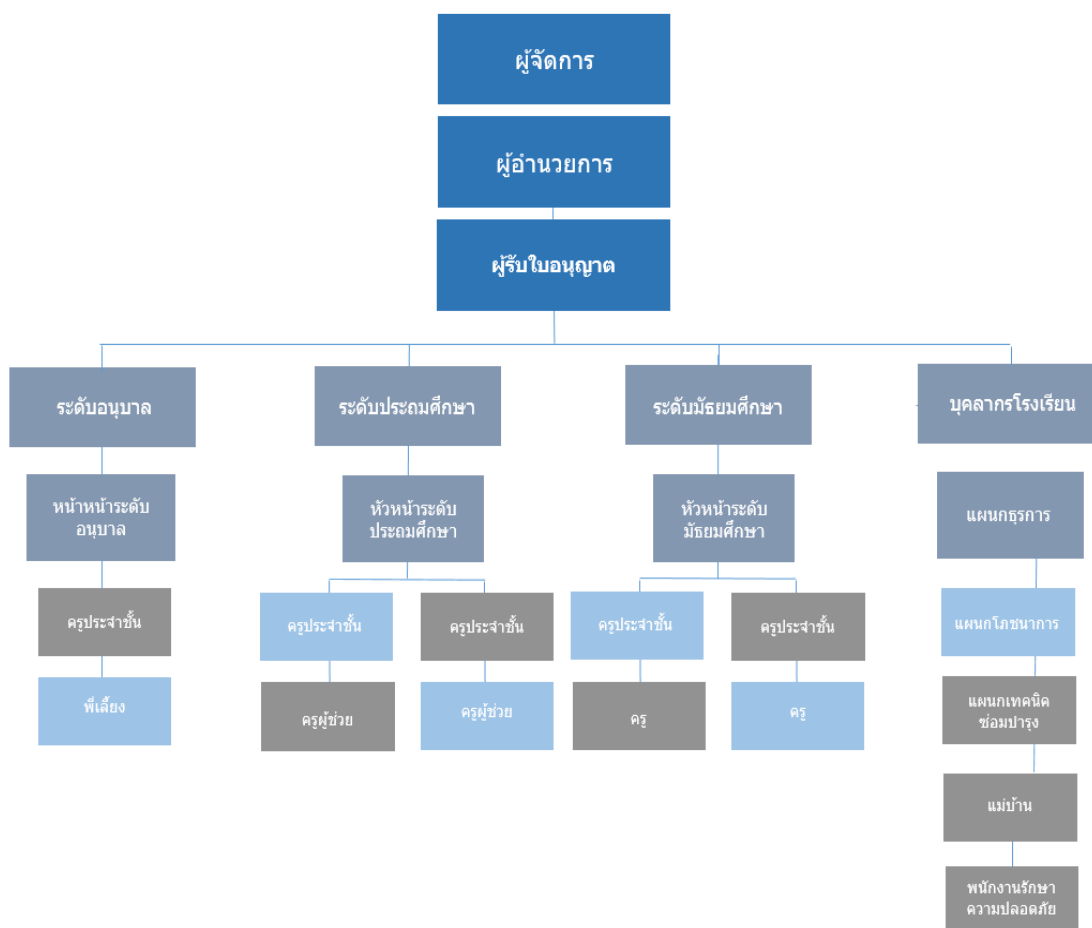 ผู้จัดการ
ผู้อำนวยการ
ผู้รับใบอนุญาต
ระดับอนุบาล
ระดับประถมศึกษา
ระดับมัธยมศึกษา
บุคลากรโรงเรียน
หน้าหน้าระดับ
อนุบาล
หัวหน้าระดับ
ประถมศึกษา
หัวหน้าระดับ
มัธยมศึกษา
แผนกธุรการ
ครูประจำชั้น
ครูประจำชั้น
ครูประจำชั้น
ครูประจำชั้น
ครูประจำชั้น
แผนกโภชนาการ
พี่เลี้ยง
ครูผู้ช่วย
ครูผู้ช่วย
ครู
ครู
แผนกเทคนิค
ซ่อมปารุง
แม่บ้าน
พนักงานรักษา
ความปลอดภัย